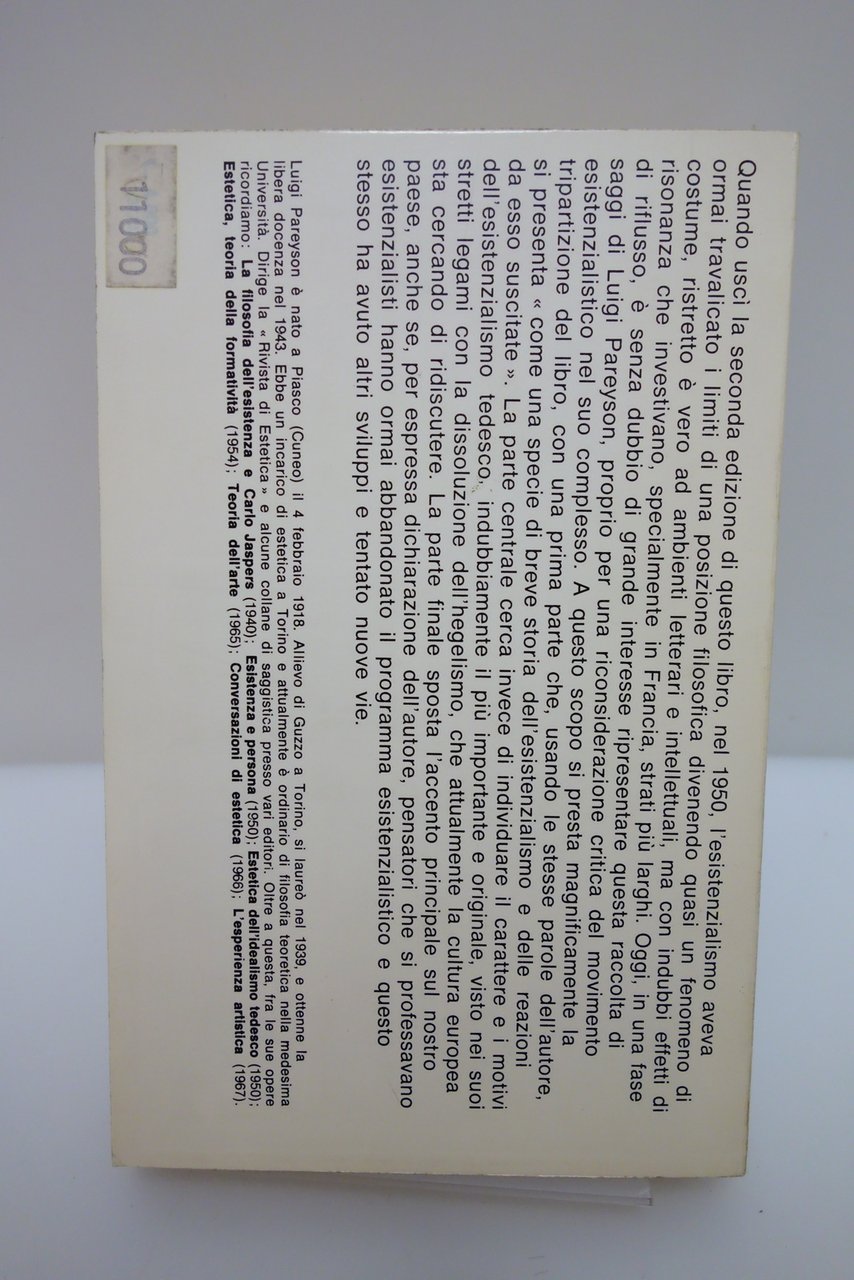 Quando uscì la seconda edizione di questo libro, nel 1950, l'esistenzialismo aveva
ormai travalicato i limiti di una posizione filosofica divenendo quasi un fenomeno di
costume, ristretto è vero ad ambienti letterari e intellettuali, ma con indubbi effetti di
risonanza che investivano, specialmente in Francia, strati più larghi. Oggi, in una fase
di riflusso, è senza dubbio di grande interesse ripresentare questa raccolta di
saggi di Luigi Pareyson, proprio per una riconsiderazione critica del movimento
esistenzialistico nel suo complesso. A questo scopo si presta magnificamente la
tripartizione del libro, con una prima parte che, usando le stesse parole dell'autore,
si presenta « come una specie di breve storia dell'esistenzialismo e delle reazioni
da esso suscitate ». La parte centrale cerca invece di individuare il carattere e i motivi
dell'esistenzialismo tedesco, indubbiamente il più importante e originale, visto nei suoi
stretti legami con la dissoluzione dell'hegelismo, che attualmente la cultura europea
sta cercando di ridiscutere. La parte finale sposta l'accento principale sul nostro
paese, anche se, per espressa dichiarazione dell'autore, pensatori che si professavano
esistenzialisti hanno ormai abbandonato il programma esistenzialistico e questo
stesso ha avuto altri sviluppi e tentato nuove vie.
Luigi Pareyson è nato a Piasco (Cuneo) il 4 febbraio 1918. Allievo di Guzzo a Torino, si laureò nel 1939, e ottenne la
libera docenza nel 1943. Ebbe un incarico di estetica a Torino e attualmente è ordinario di filosofia teoretica nella medesima
Università. Dirige la « Rivista di Estetica » e alcune collane di saggistica presso vari editori. Oltre a questa, fra le sue opere
ricordiamo: La filosofia dell'esistenza e Carlo Jaspers (1940); Esistenza e persona (1950); Estetica dell'idealismo tedesco (1950);
Estetica, teoria della formatività (1954); Teoria dell'arte (1965); Conversazioni di estetica (1966); L'esperienza artistica (1967).
11000